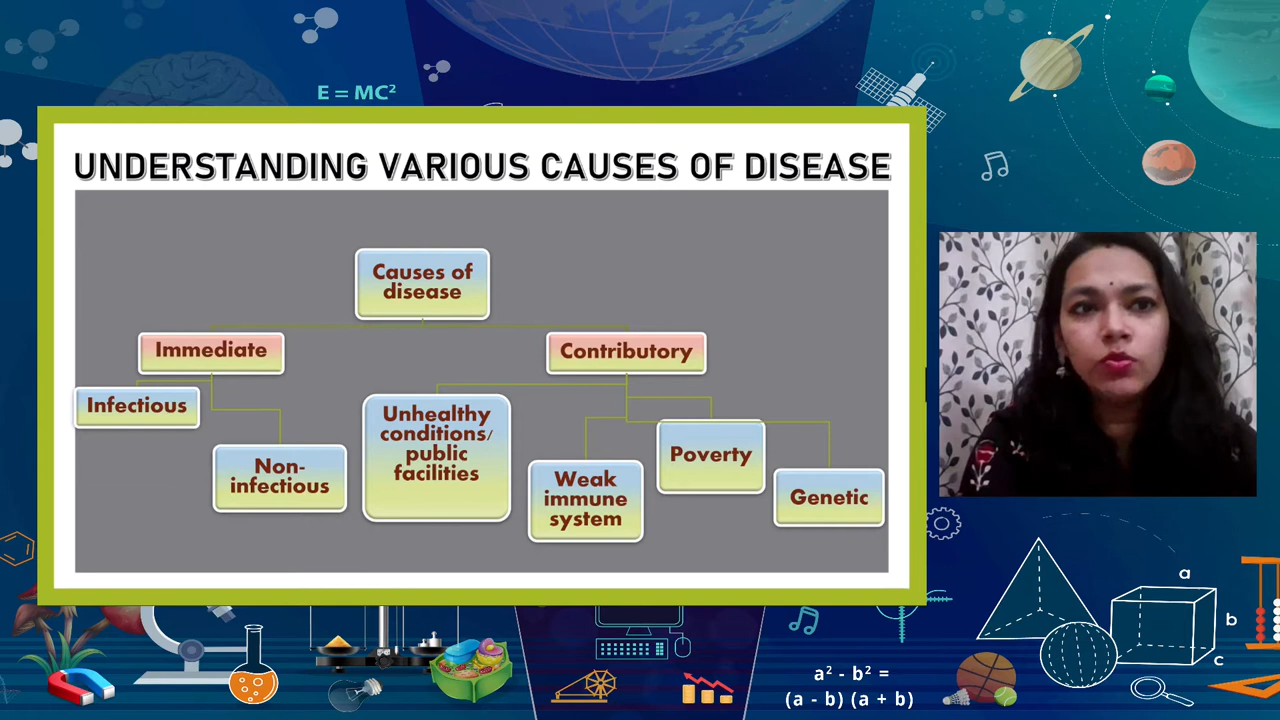 E = MC²
UNDERSTANDING VARIOUS CAUSES OF DISEASE
Causes of
disease
Immediate
Contributory
Infectious
Non-
infectious
Unhealthy
conditions/
public
facilities
Weak
immune
system
Poverty
Genetic
a
b
c
a² - b² =
(a - b) (a + b)